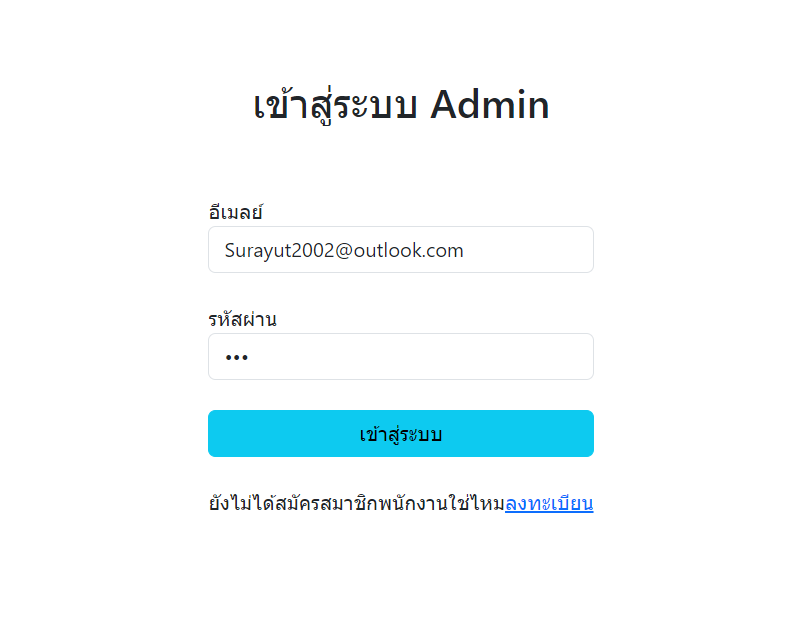 เข้าสู่ระบบ Admin
อีเมลย์
Surayut2002@outlook.com
รหัสผ่าน
•••
เข้าสู่ระบบ
ยังไม่ได้สมัครสมาชิกพนักงานใช่ไหมลงทะเบียน